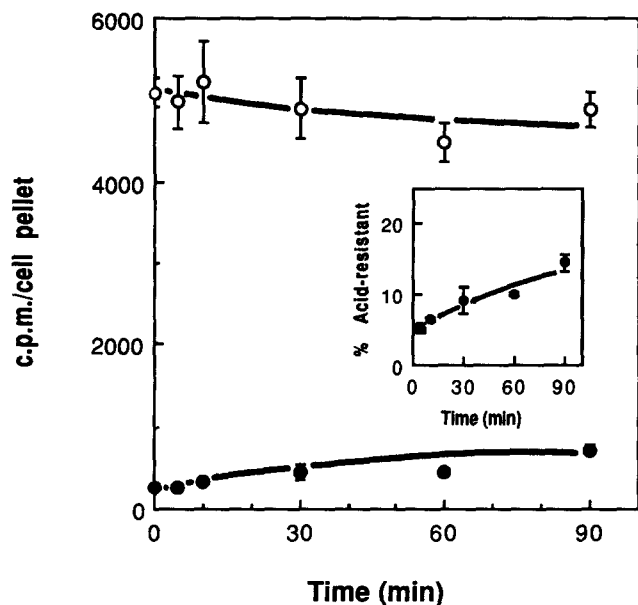 6000
4000
2000
0
c.p.m./cell pellet
0 30 60 90
Time (min)
20
10
0
% Acid-resistant
0 30 60 90
Time (min)